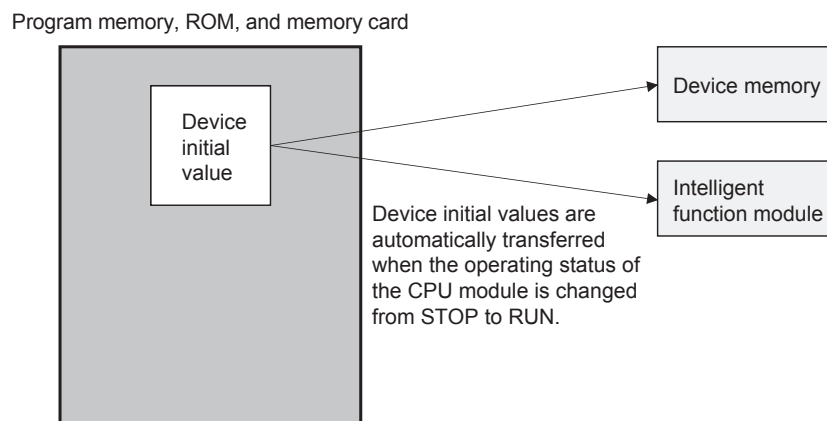 Program memory, ROM, and memory card
Device
initial
value
Device memory
Intelligent
function module
Device initial values are
automatically transferred
when the operating status of
the CPU module is changed
from STOP to RUN.